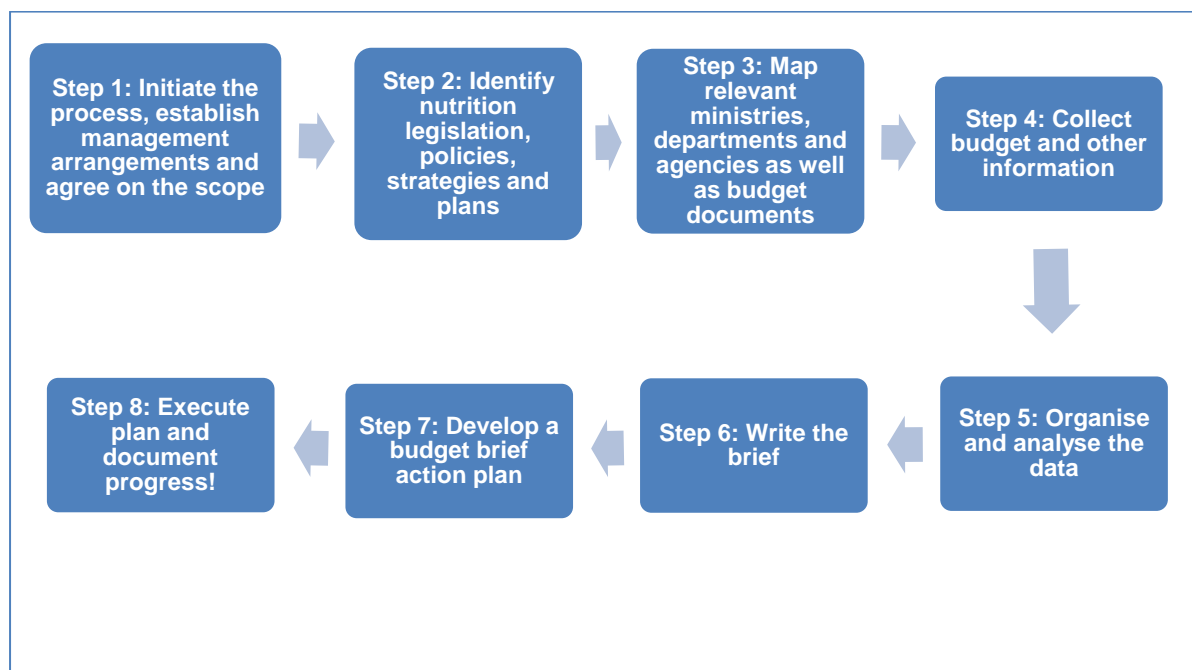 Step 1: Initiate the
process, establish
management
arrangements and
agree on the scope
Step 2: Identify
nutrition
legislation,
policies,
strategies and
plans
Step 3: Map
relevant
ministries,
departments and
agencies as well
as budget
documents
Step 4: Collect
budget and other
information
Step 5: Organise
and analyse the
data
Step 6: Write the
brief
Step 7: Develop a
budget brief
action plan
Step 8: Execute
plan and
document
progress!